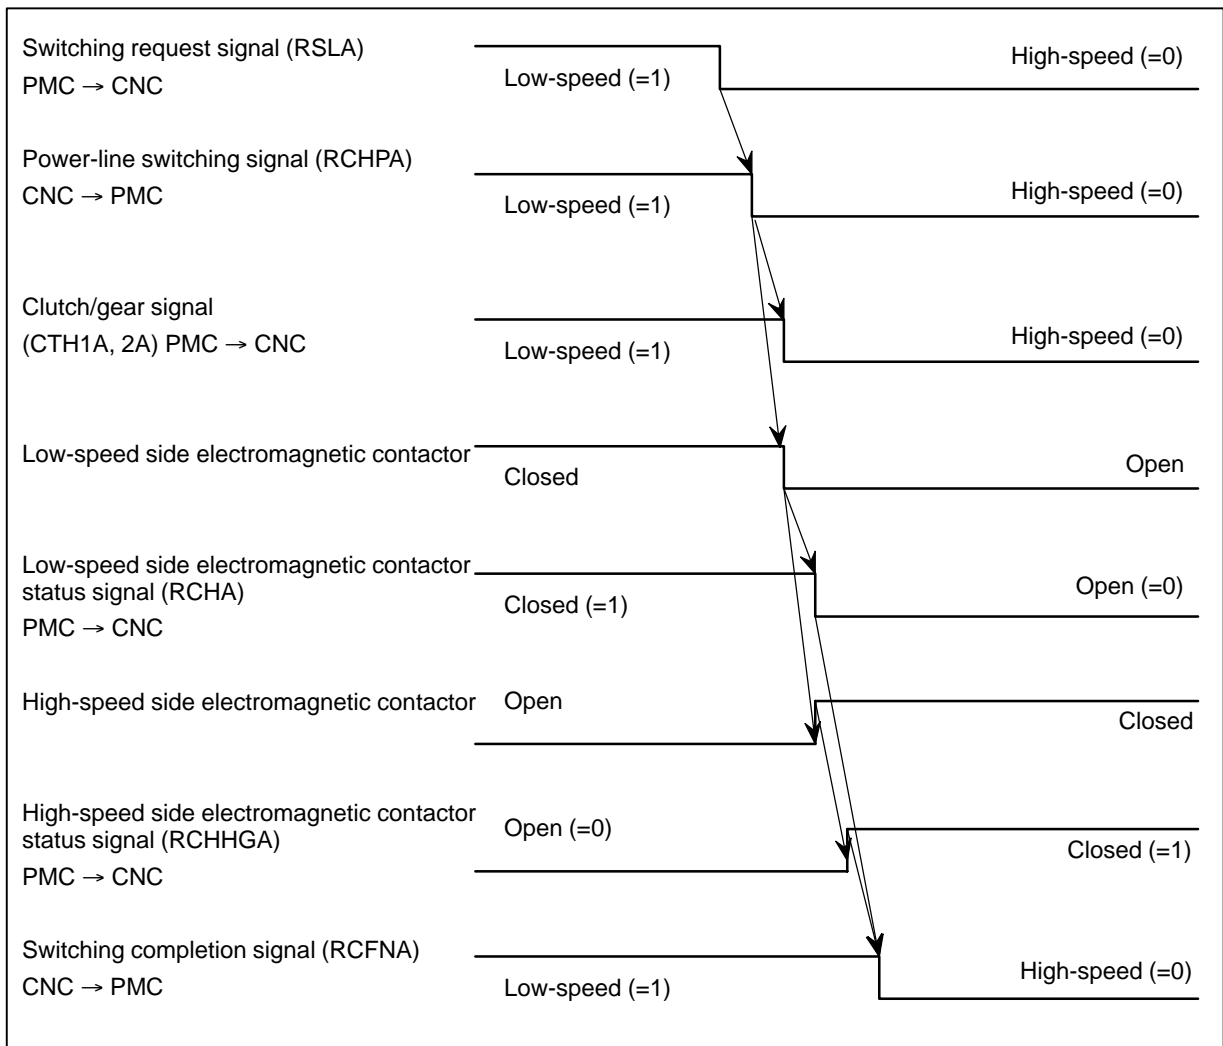 Switching request signal (RSLA)
PMC → CNC
Low-speed (=1)
High-speed (=0)
Power-line switching signal (RCHPA)
CNC → PMC
Low-speed (=1)
High-speed (=0)
Clutch/gear signal
(CTH1A, 2A) PMC → CNC
Low-speed (=1)
High-speed (=0)
Low-speed side electromagnetic contactor
Closed
Open
Low-speed side electromagnetic contactor
status signal (RCHA)
PMC → CNC
Closed (=1)
Open (=0)
High-speed side electromagnetic contactor
Open
Closed
High-speed side electromagnetic contactor
status signal (RCHHGA)
PMC → CNC
Open (=0)
Closed (=1)
Switching completion signal (RCFNA)
CNC → PMC
Low-speed (=1)
High-speed (=0)